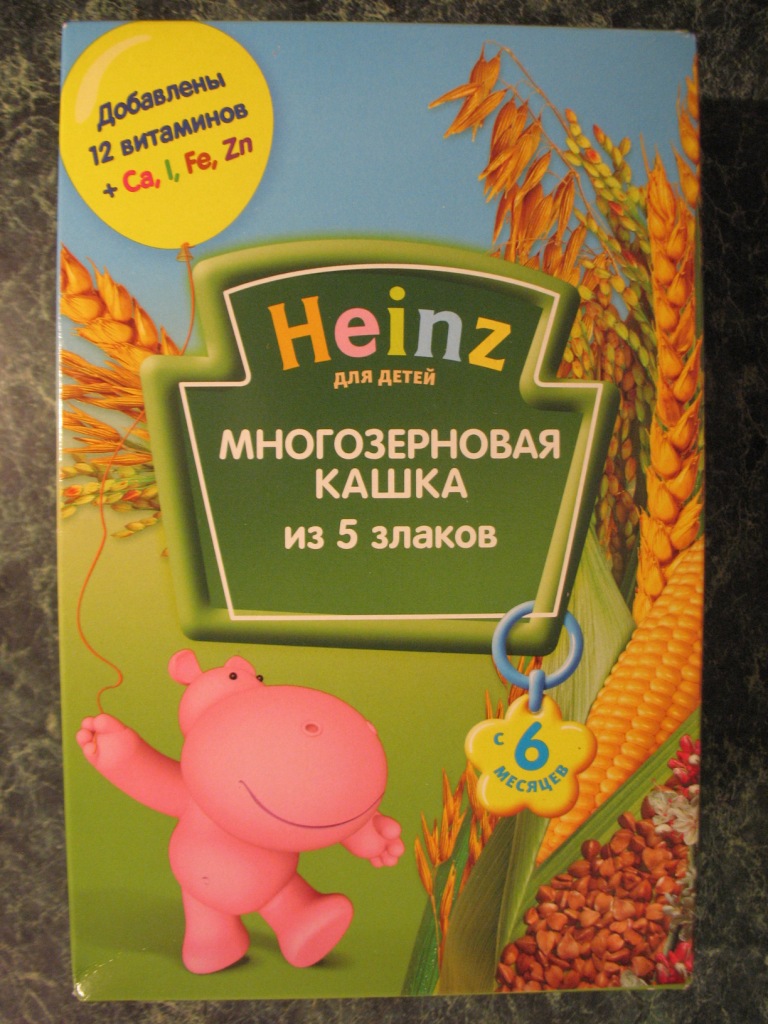 Добавлены
12 витаминов
+ Ca, I, Fe, Zn
Heinz
ДЛЯ ДЕТЕЙ
МНОГОЗЕРНОВАЯ
КАШКА
из 5 злаков
с 6
МЕСЯЦЕВ